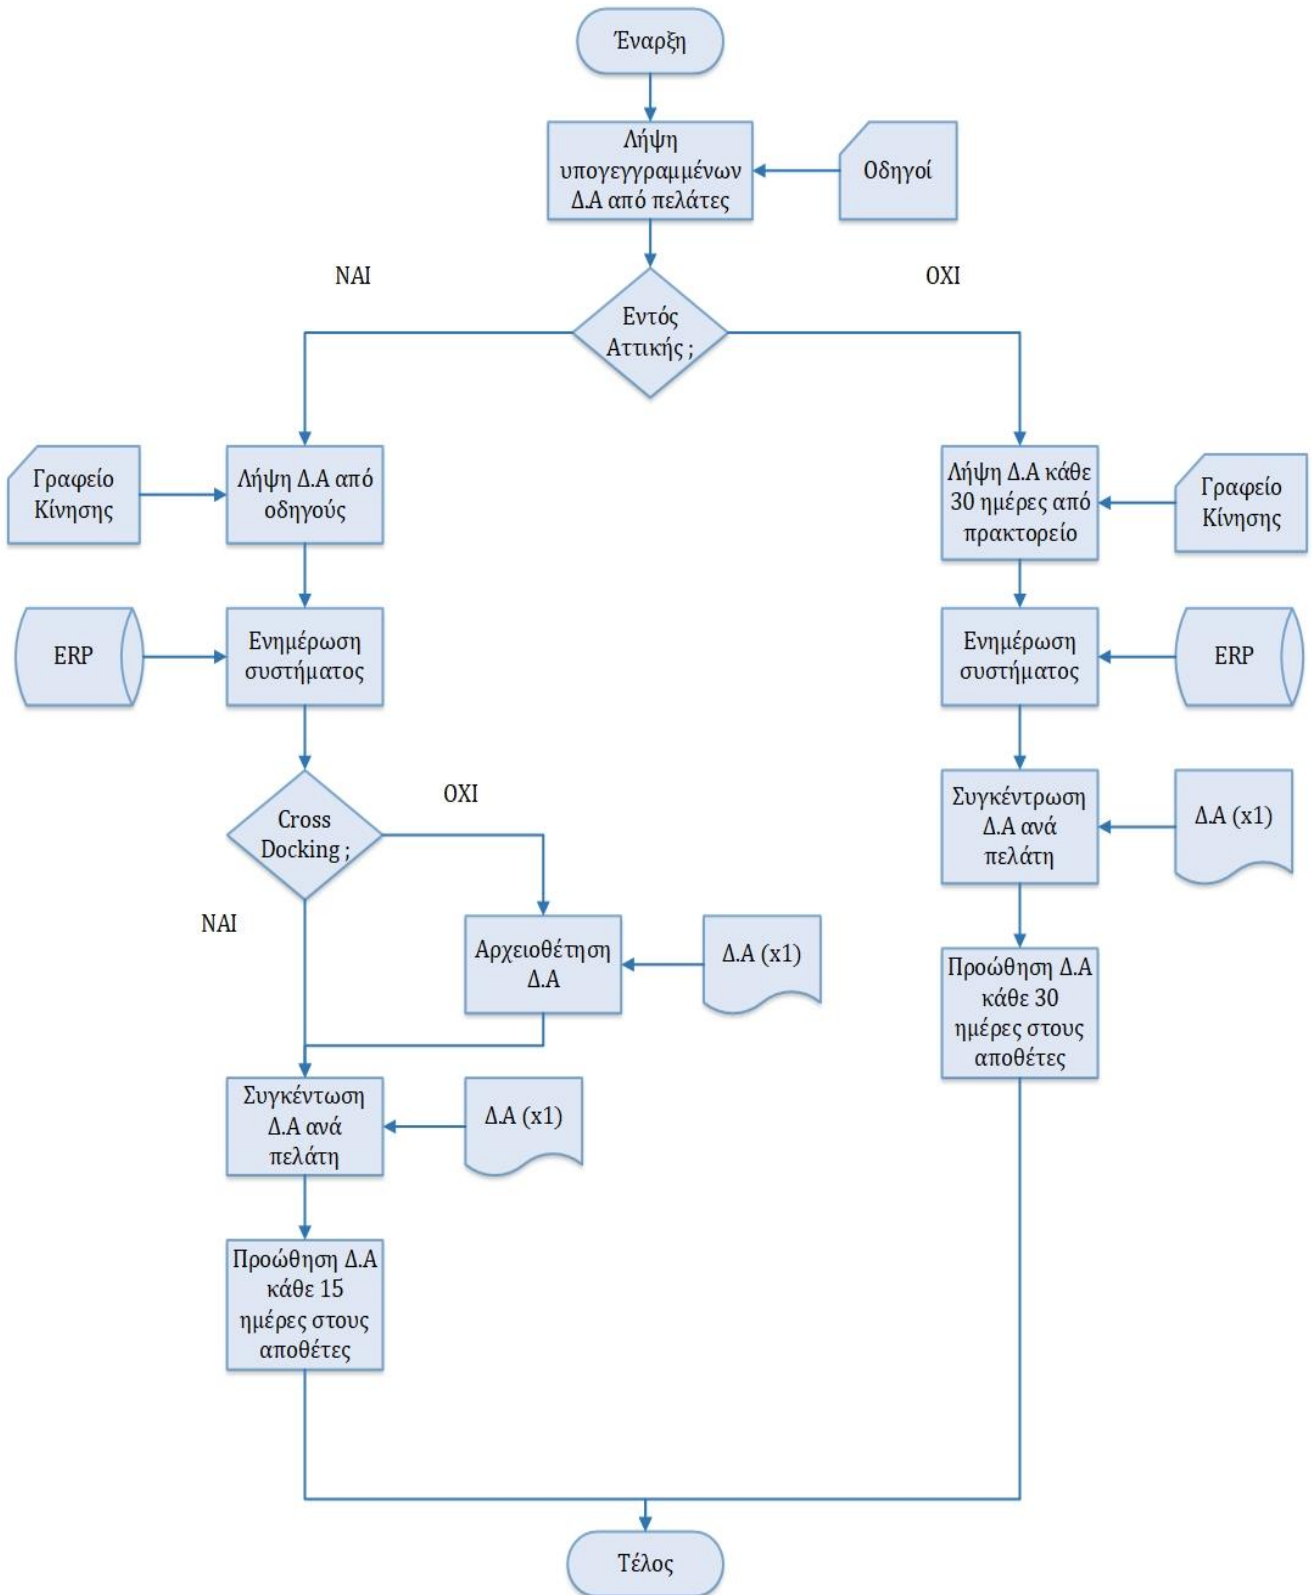 Έναρξη
Λήψη
υπογεγγραμμένων
Δ.Α από πελάτες
Οδηγοί
ΝΑΙ
ΟΧΙ
Εντός
Αττικής ;
Γραφείο
Κίνησης
Λήψη Δ.Α από
οδηγούς
Λήψη Δ.Α κάθε
30 ημέρες από
πρακτορείο
Γραφείο
Κίνησης
ERP
Ενημέρωση
συστήματος
Ενημέρωση
συστήματος
ERP
Cross
Docking ;
ΟΧΙ
ΝΑΙ
Συγκέντρωση
Δ.Α ανά
πελάτη
Δ.Α (x1)
Αρχειοθέτηση
Δ.Α
Δ.Α (x1)
Προώθηση Δ.Α
κάθε 30
ημέρες στους
αποθέτες
Συγκέντωση
Δ.Α ανά
πελάτη
Δ.Α (x1)
Προώθηση Δ.Α
κάθε 15
ημέρες στους
αποθέτες
Τέλος